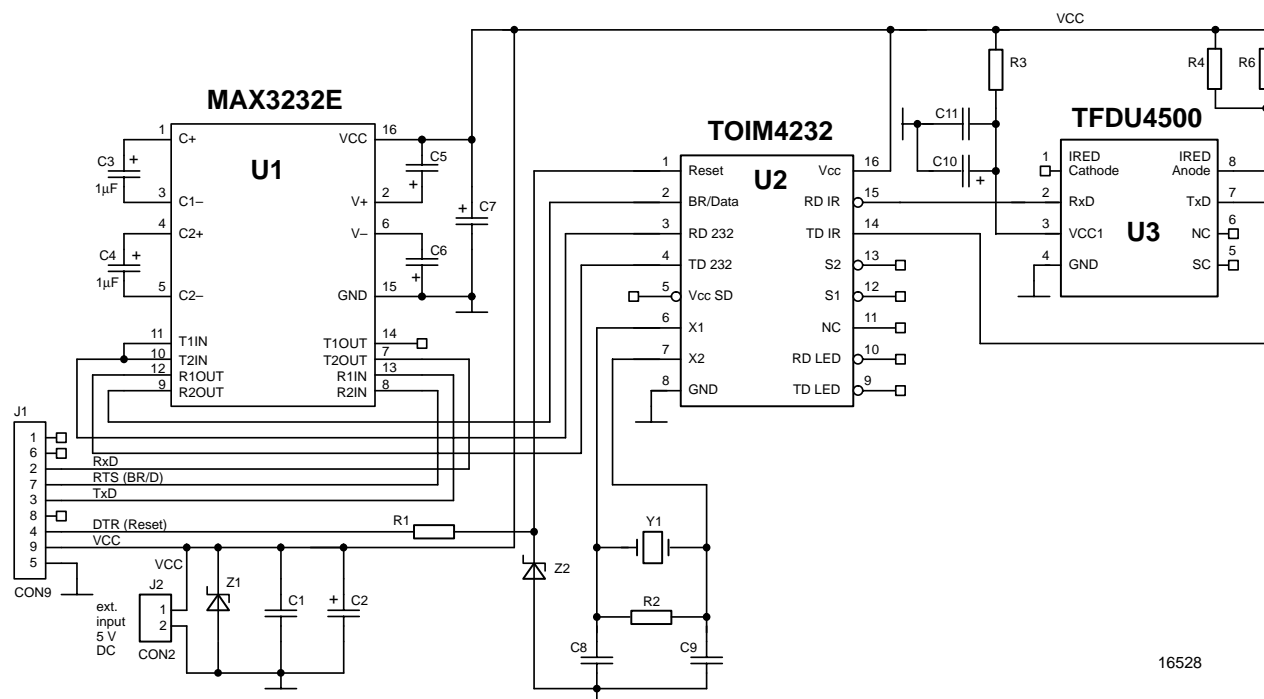 VCC
MAX3232E
TOIM4232
TFDU4500
U1
U2
U3
1 C+
C3 +
1μF
3 C1–
4 C2+
C4 +
1μF
5 C2–
11 T1IN
10 T2IN
12 R1OUT
9 R2OUT
VCC 16
C5
+
V+ 2
V– 6
C6
+
GND 15
+ C7
T1OUT 14
T2OUT 7
R1IN 13
R2IN 8
1 Reset
2 BR/Data
3 RD 232
4 TD 232
5 Vcc SD
6 X1
7 X2
8 GND
Vcc 16
RD IR 15
TD IR 14
S2 13
S1 12
NC 11
RD LED 10
TD LED 9
R3
C11
C10 +
R4
R6
1 IRED Cathode
2 RxD
3 VCC1
4 GND
IRED Anode 8
TxD 7
NC 6
SC 5
J1
1
6
2 RxD
7 RTS (BR/D)
3 TxD
8
4 DTR (Reset)
9 VCC
5
CON9
R1
VCC
J2
1
2
CON2
ext.
input
5 V
DC
Z1
C1
+ C2
Z2
Y1
R2
C8
C9
16528